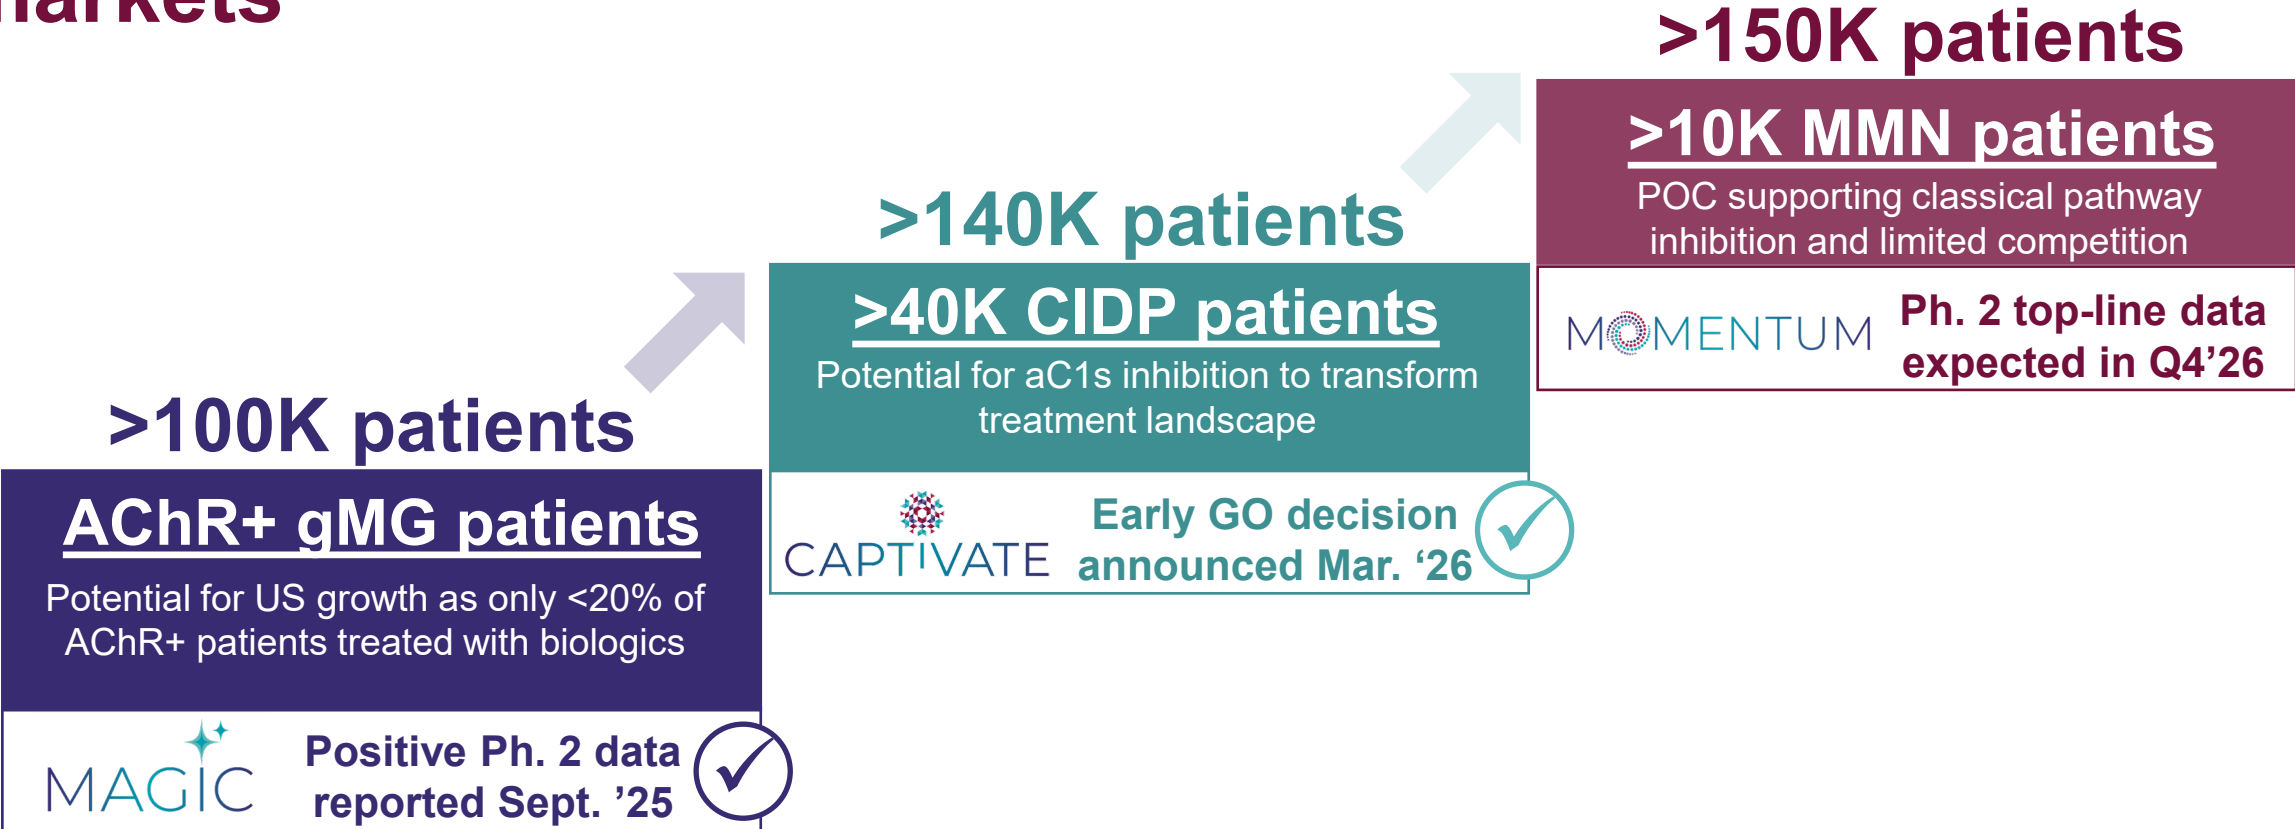 markets
>150K patients
>10K MMN patients
POC supporting classical pathway
inhibition and limited competition
MOMENTUM
Ph. 2 top-line data
expected in Q4’26
>140K patients
>40K CIDP patients
Potential for aC1s inhibition to transform
treatment landscape
CAPTIVATE
Early GO decision
announced Mar. ‘26
>100K patients
AChR+ gMG patients
Potential for US growth as only <20% of
AChR+ patients treated with biologics
MAGIC
Positive Ph. 2 data
reported Sept. ’25